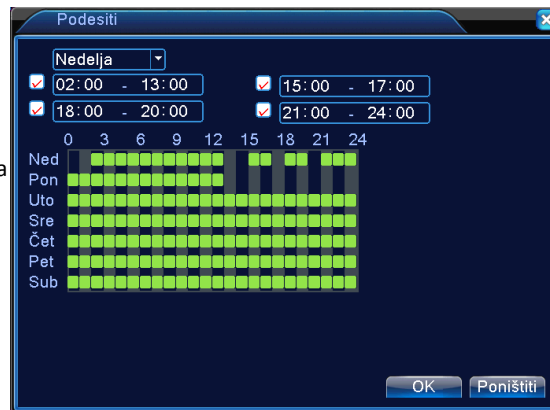 Podesiti
Nedelja
02:00 - 13:00 15:00 - 17:00
18:00 - 20:00 21:00 - 24:00
0 3 6 9 12 15 18 21 24
Ned
a
Pon
Uto
Sre
Čet
Pet
Sub
OK Poništiti